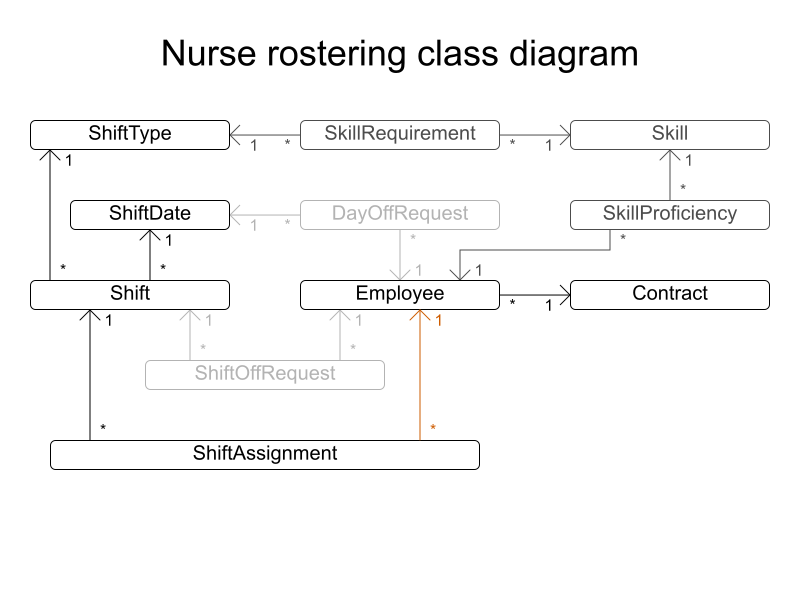 Nurse rostering class diagram
ShiftType
1
*
SkillRequirement
*
1
Skill
1
1
*
ShiftDate
1
*
DayOffRequest
SkillProficiency
1
*
*
*
*
1
1
Shift
Employee
*
1
Contract
1
1
1
1
*
*
ShiftOffRequest
*
*
ShiftAssignment